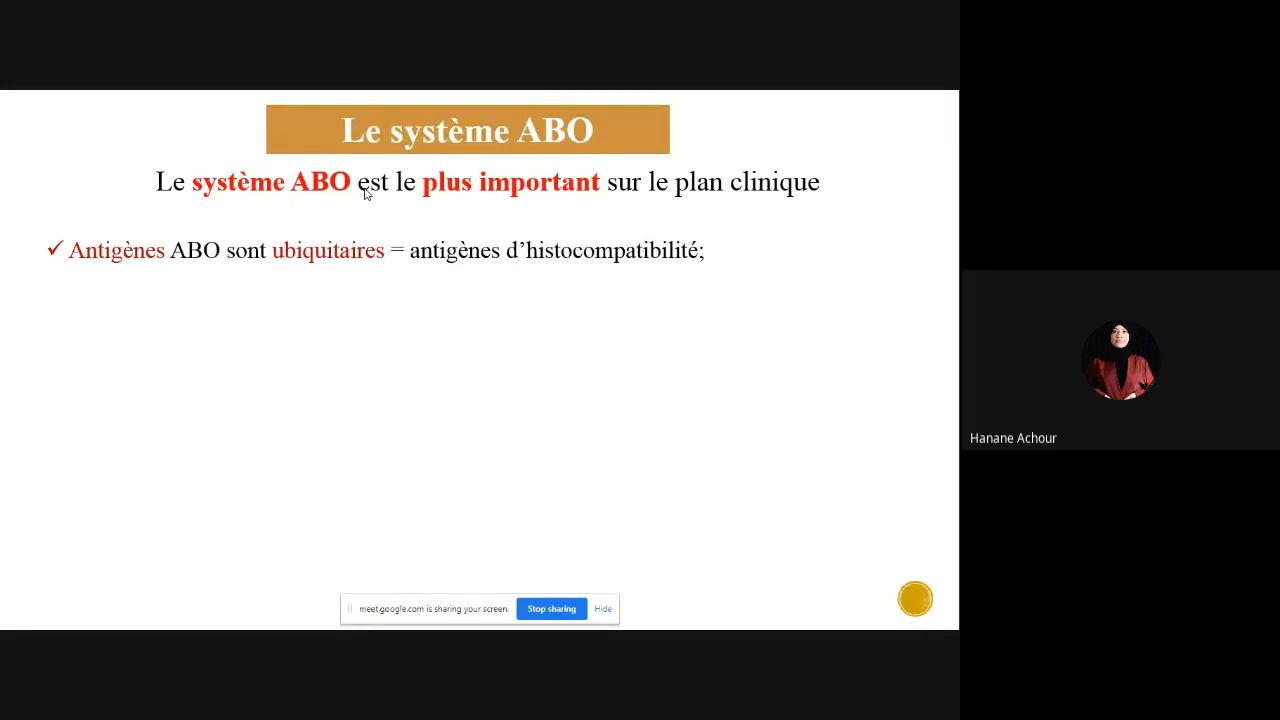 Le système ABO
Le système ABO est le plus important sur le plan clinique
✓ Antigènes ABO sont ubiquitaires = antigènes d’histocompatibilité;
Hanane Achour
meet.google.com is sharing your screen. Stop sharing Hide